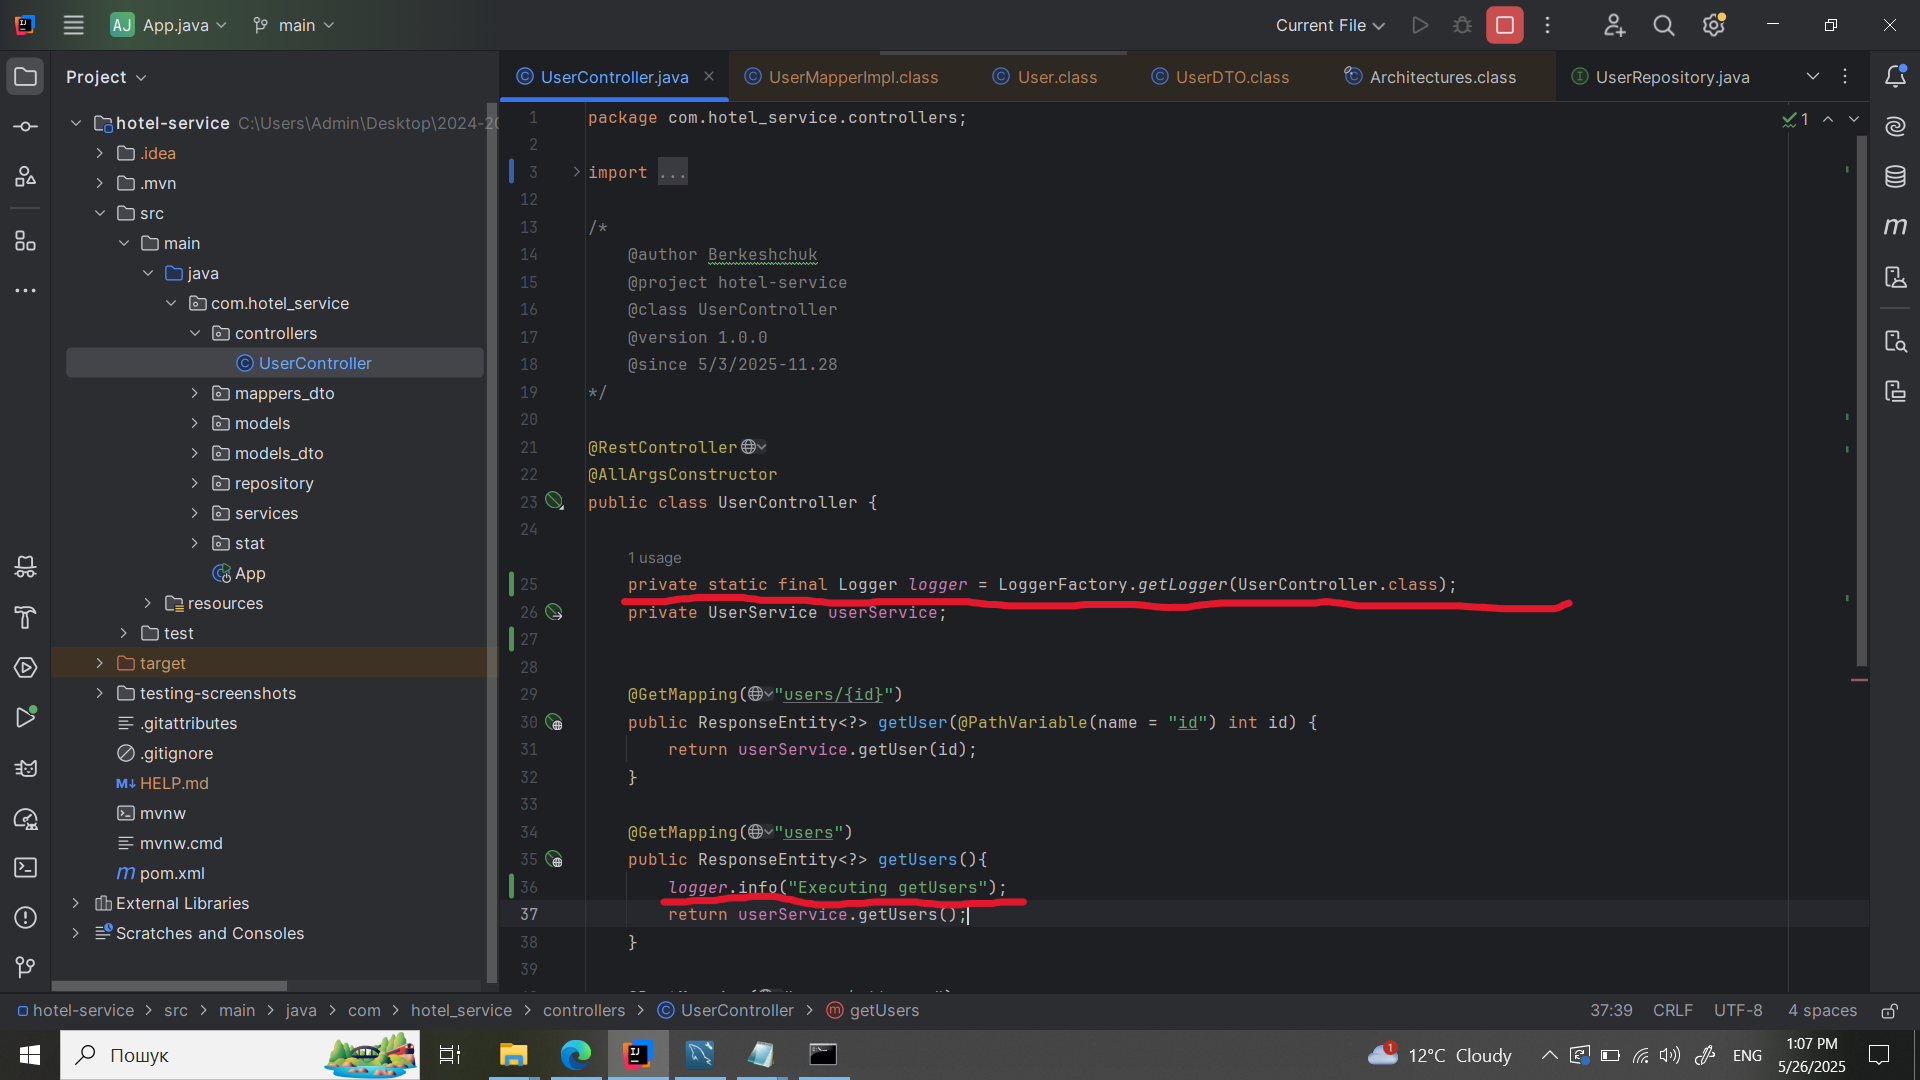 AJ App.java main Current File
Project
hotel-service C:\Users\Admin\Desktop\2024-20
.idea
.mvn
src
main
java
com.hotel_service
controllers
UserController
mappers_dto
models
models_dto
repository
services
stat
App
resources
test
target
testing-screenshots
.gitattributes
.gitignore
M↓ HELP.md
mvnw
mvnw.cmd
m pom.xml
External Libraries
Scratches and Consoles
UserController.java UserMapperImpl.class User.class UserDTO.class Architectures.class UserRepository.java
1 package com.hotel_service.controllers; 1
2
3 import ...
12
13 /*
14 @author Berkeshchuk
15 @project hotel-service
16 @class UserController
17 @version 1.0.0
18 @since 5/3/2025-11.28
19 */
20
21 @RestController
22 @AllArgsConstructor
23 public class UserController {
24
1 usage
25 private static final Logger logger = LoggerFactory.getLogger(UserController.class);
26 private UserService userService;
27
28
29 @GetMapping("users/{id}")
30 public ResponseEntity<?> getUser(@PathVariable(name = "id") int id) {
31 return userService.getUser(id);
32 }
33
34 @GetMapping("users")
35 public ResponseEntity<?> getUsers(){
36 logger.info("Executing getUsers");
37 return userService.getUsers();
38 }
39
hotel-service > src > main > java > com > hotel_service > controllers > UserController > getUsers 37:39 CRLF UTF-8 4 spaces
Пошук 1 12°C Cloudy ENG 1:07 PM
5/26/2025